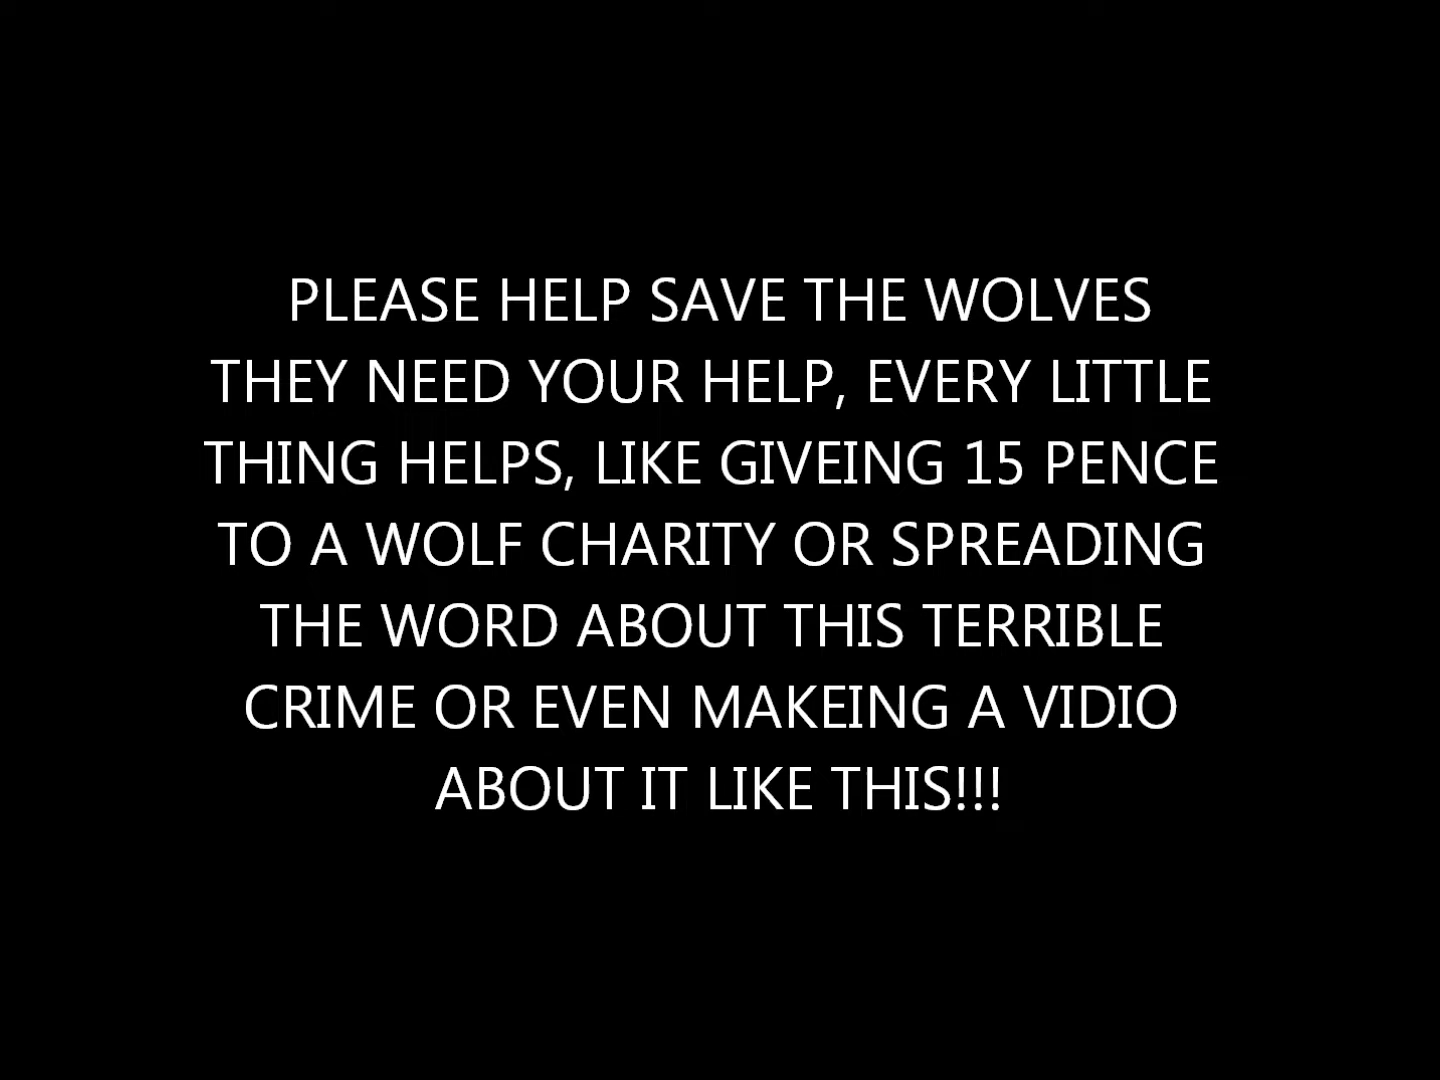 PLEASE HELP SAVE THE WOLVES
THEY NEED YOUR HELP, EVERY LITTLE
THING HELPS, LIKE GIVEING 15 PENCE
TO A WOLF CHARITY OR SPREADING
THE WORD ABOUT THIS TERRIBLE
CRIME OR EVEN MAKEING A VIDIO
ABOUT IT LIKE THIS!!!